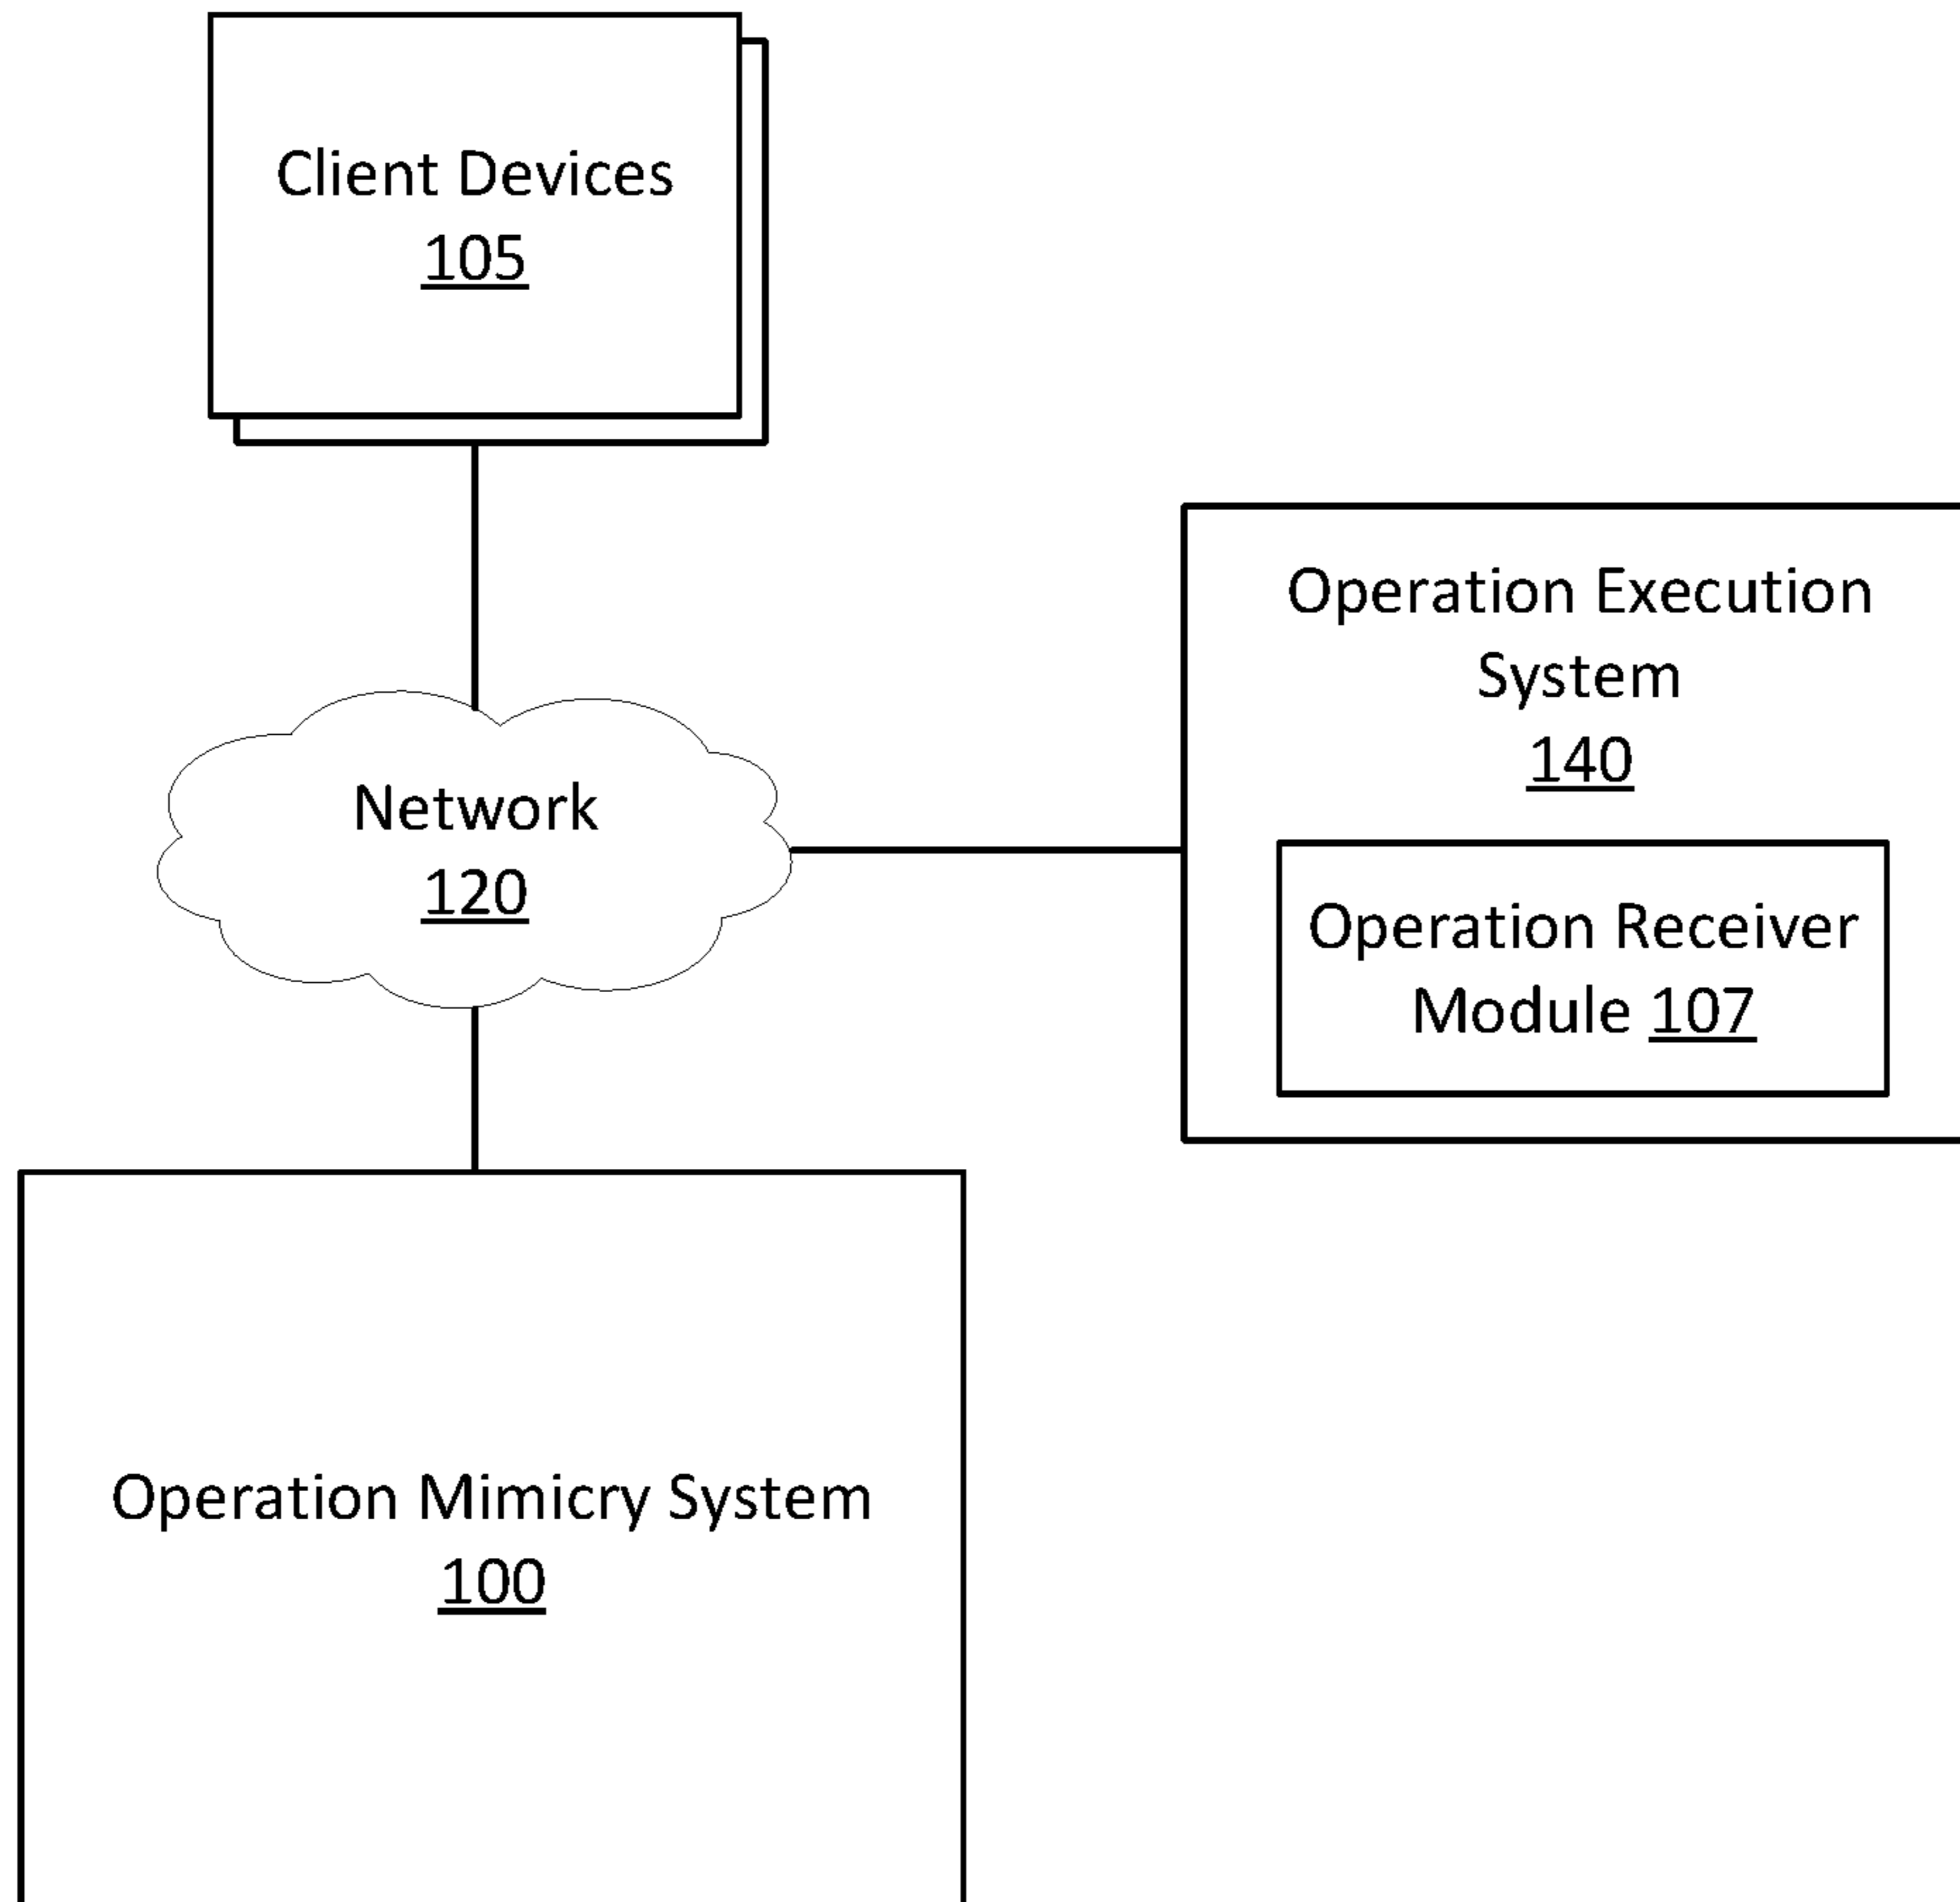 Client Devices
105
Network
120
Operation Execution
System
140
Operation Receiver
Module 107
Operation Mimicry System
100